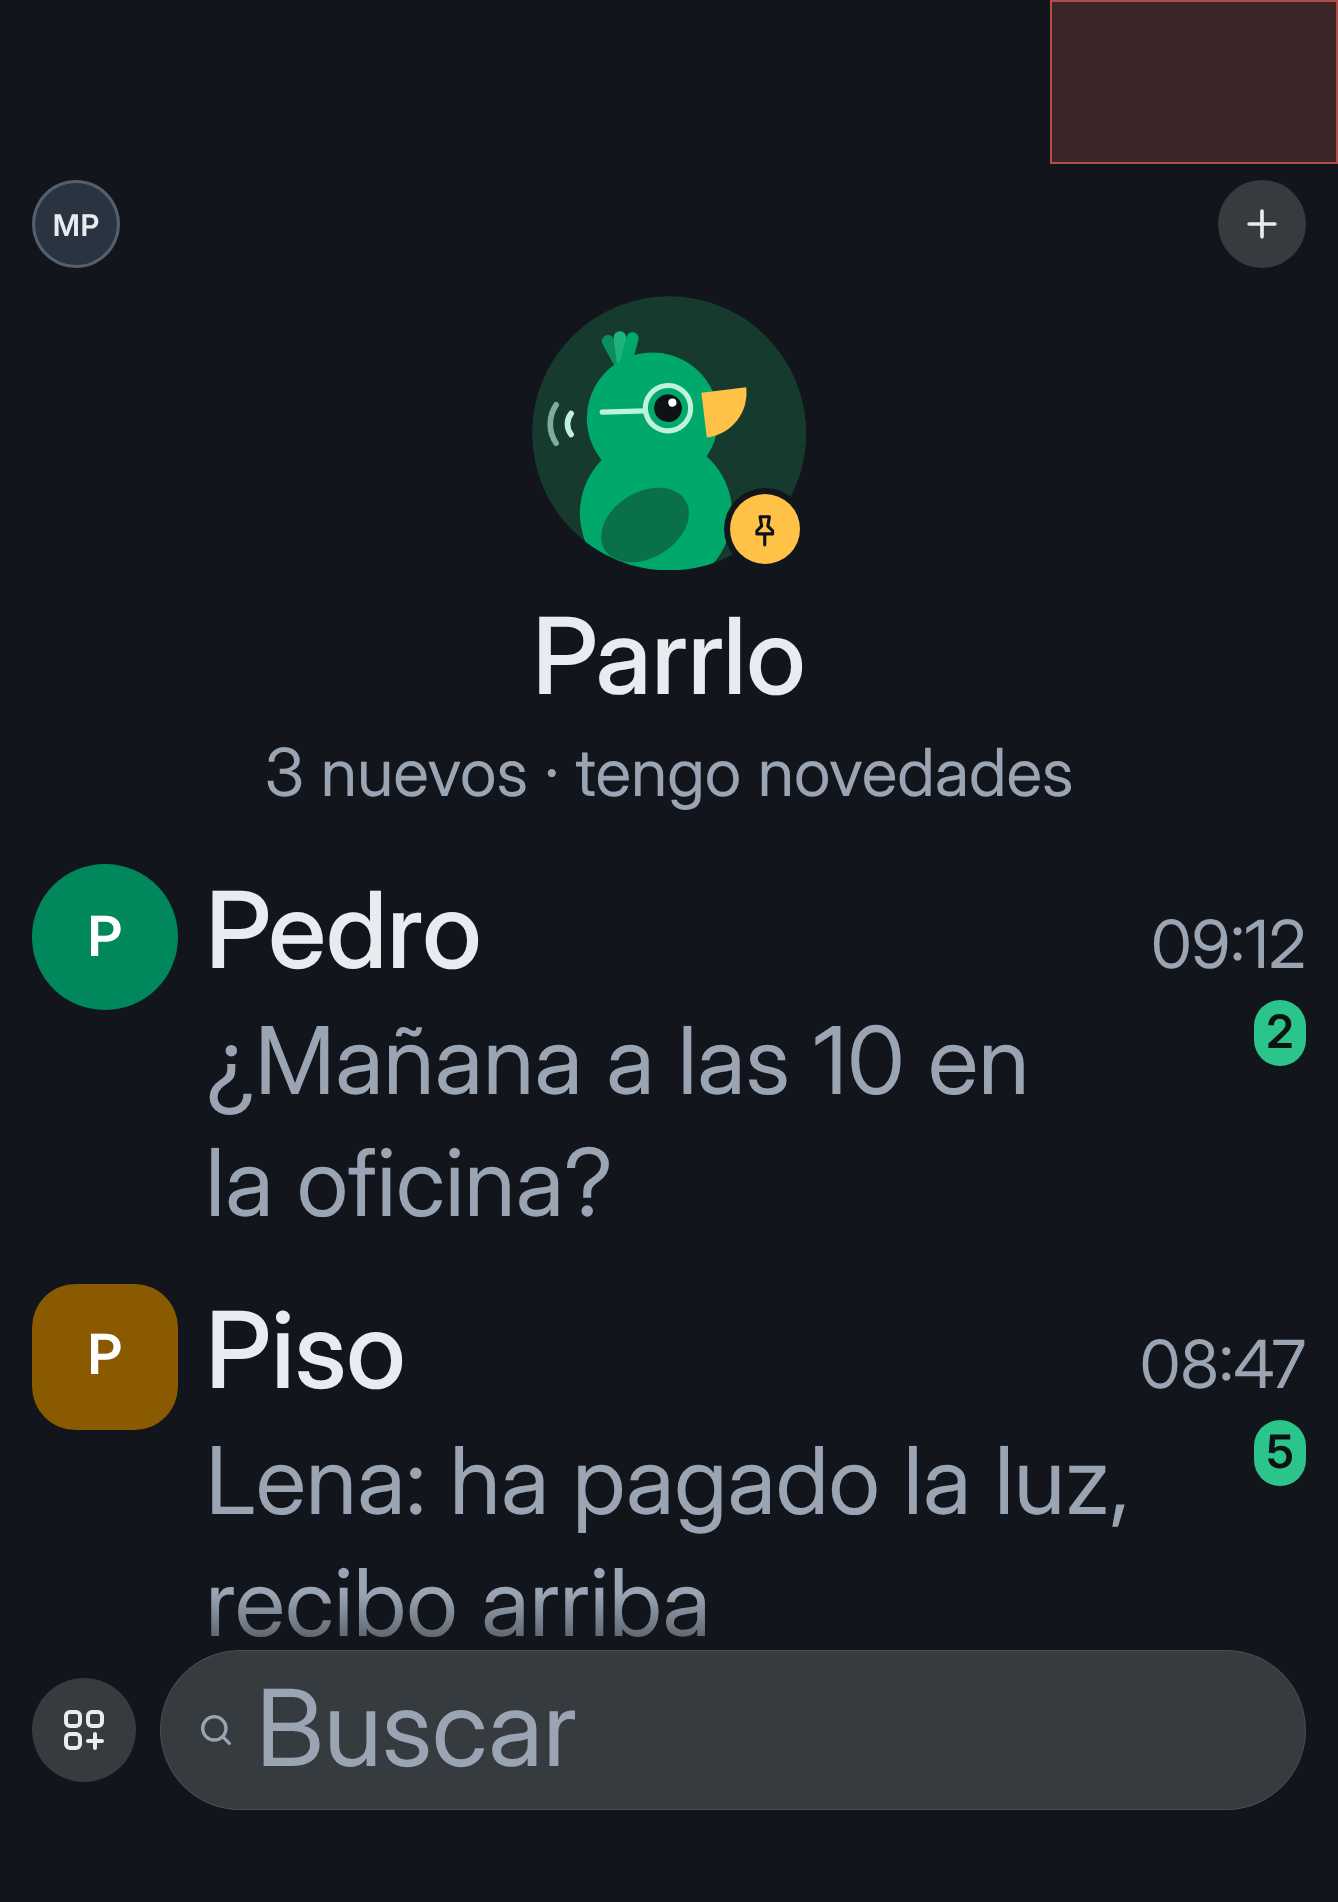 MP
Parrlo
3 nuevos · tengo novedades
P
Pedro
09:12
¿Mañana a las 10 en
2
la oficina?
P
Piso
08:47
Lena: ha pagado la luz,
5
recibo arriba
Buscar